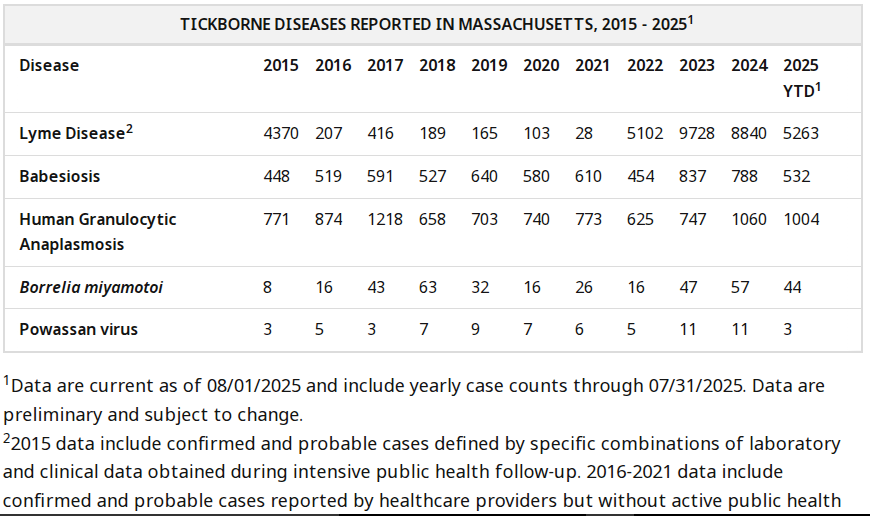 TICKBORNE DISEASES REPORTED IN MASSACHUSETTS, 2015 - 2025¹
Disease 2015 2016 2017 2018 2019 2020 2021 2022 2023 2024 2025 YTD¹
Lyme Disease² 4370 207 416 189 165 103 28 5102 9728 8840 5263
Babesiosis 448 519 591 527 640 580 610 454 837 788 532
Human Granulocytic Anaplasmosis 771 874 1218 658 703 740 773 625 747 1060 1004
Borrelia miyamotoi 8 16 43 63 32 16 26 16 47 57 44
Powassan virus 3 5 3 7 9 7 6 5 11 11 3
¹Data are current as of 08/01/2025 and include yearly case counts through 07/31/2025. Data are
preliminary and subject to change.
²2015 data include confirmed and probable cases defined by specific combinations of laboratory
and clinical data obtained during intensive public health follow-up. 2016-2021 data include
confirmed and probable cases reported by healthcare providers but without active public health